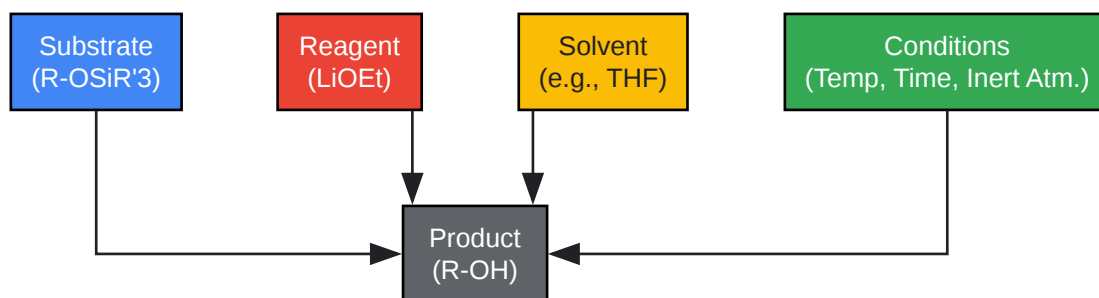 Substrate
(R-OSiR'3)
Reagent
(LiOEt)
Solvent
(e.g., THF)
Conditions
(Temp, Time, Inert Atm.)
Product
(R-OH)